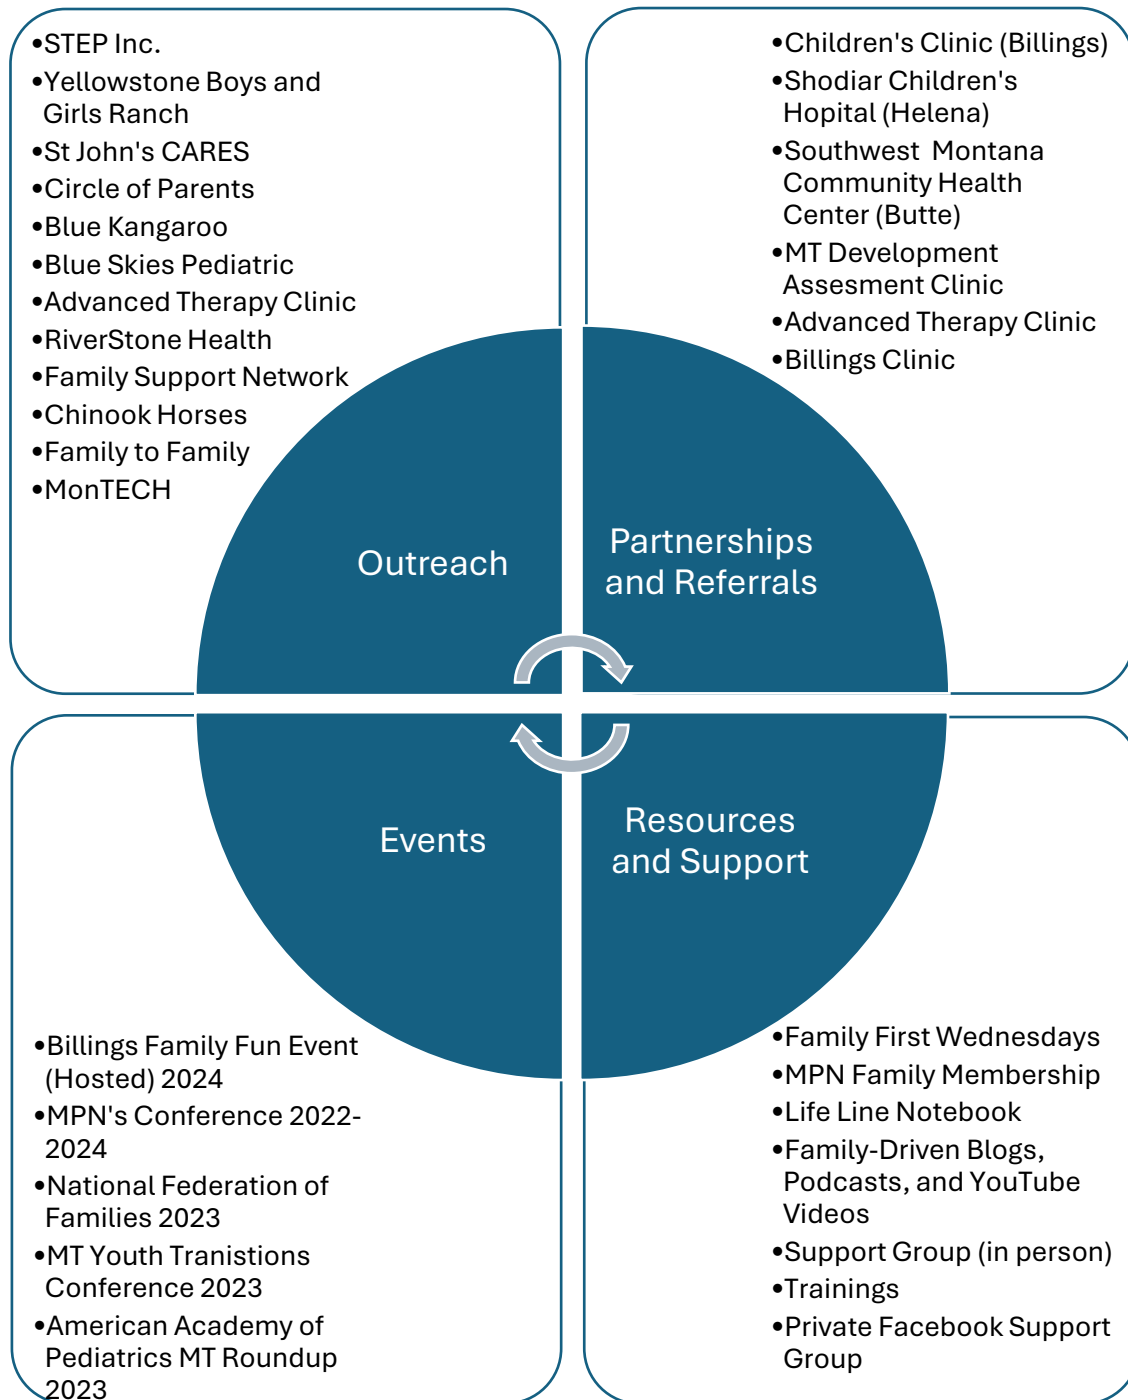 •STEP Inc.
•Yellowstone Boys and
Girls Ranch
•St John's CARES
•Circle of Parents
•Blue Kangaroo
•Blue Skies Pediatric
•Advanced Therapy Clinic
•RiverStone Health
•Family Support Network
•Chinook Horses
•Family to Family
•MonTECH
•Children's Clinic (Billings)
•Shodiar Children's
Hopital (Helena)
•Southwest Montana
Community Health
Center (Butte)
•MT Development
Assesment Clinic
•Advanced Therapy Clinic
•Billings Clinic
Outreach
Partnerships
and Referrals
Events
Resources
and Support
•Billings Family Fun Event
(Hosted) 2024
•MPN's Conference 2022-
2024
•National Federation of
Families 2023
•MT Youth Tranistions
Conference 2023
•American Academy of
Pediatrics MT Roundup
2023
•Family First Wednesdays
•MPN Family Membership
•Life Line Notebook
•Family-Driven Blogs,
Podcasts, and YouTube
Videos
•Support Group (in person)
•Trainings
•Private Facebook Support
Group